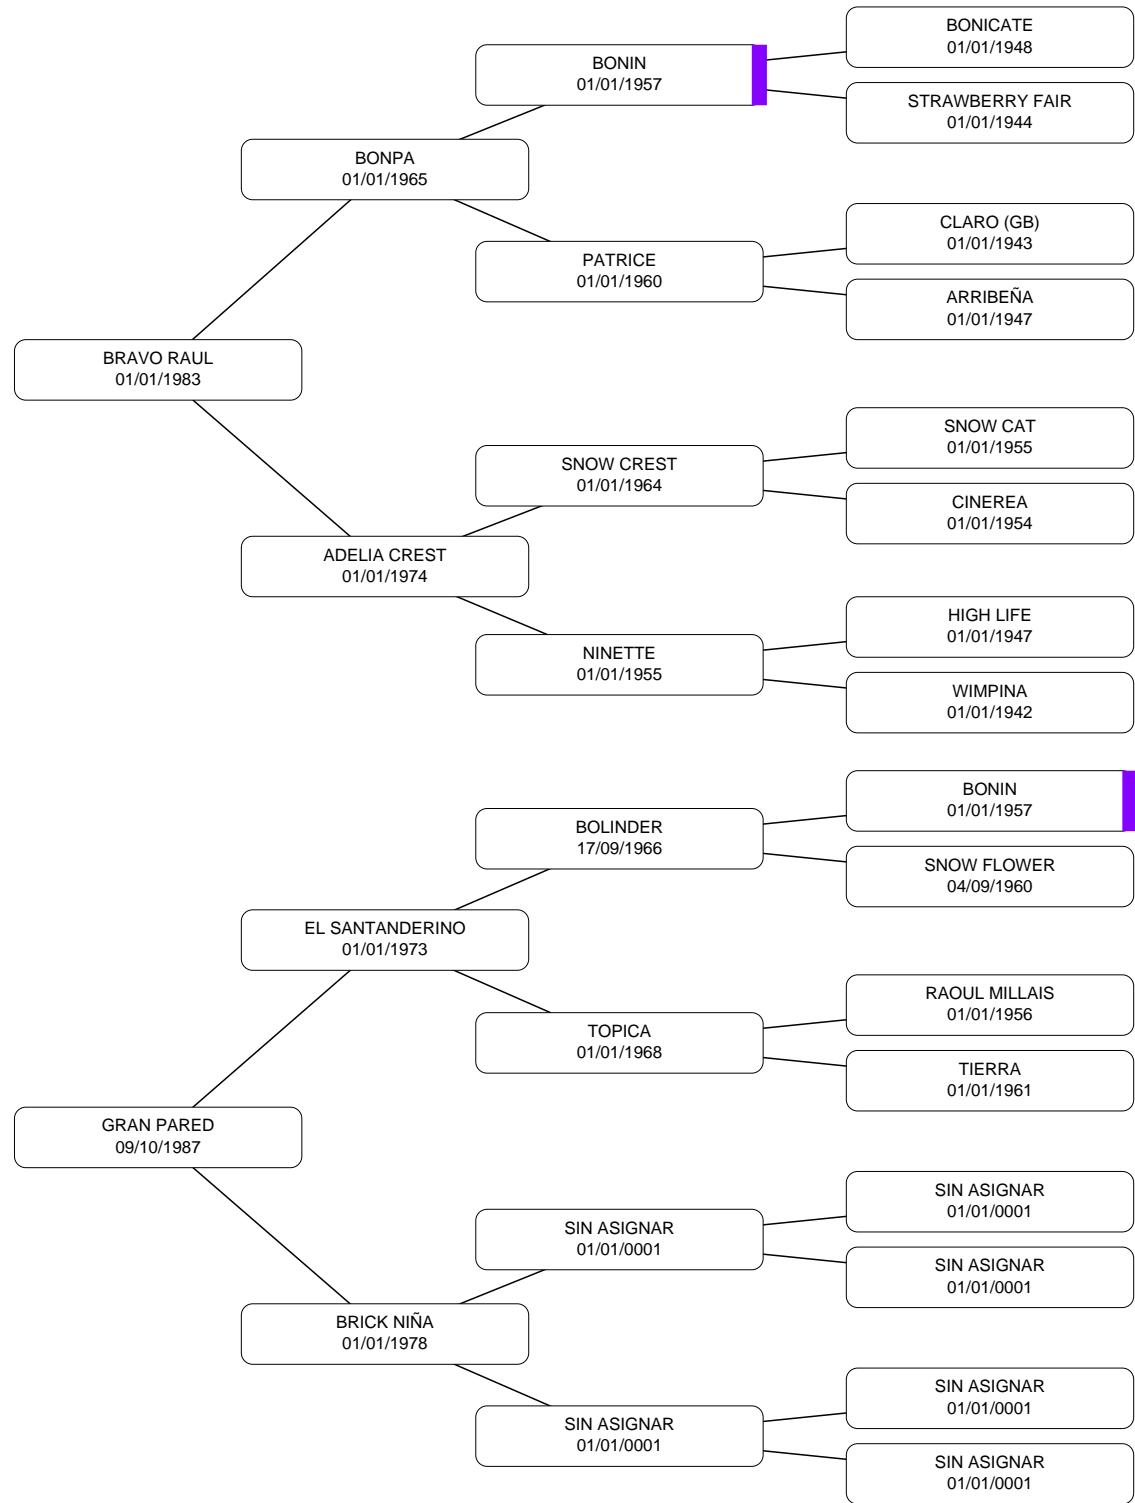 BONICATE
01/01/1948
BONIN
01/01/1957
STRAWBERRY FAIR
01/01/1944
BONPA
01/01/1965
CLARO (GB)
01/01/1943
PATRICE
01/01/1960
ARRIBEÑA
01/01/1947
BRAVO RAUL
01/01/1983
SNOW CAT
01/01/1955
SNOW CREST
01/01/1964
CINEREA
01/01/1954
ADELIA CREST
01/01/1974
HIGH LIFE
01/01/1947
NINETTE
01/01/1955
WIMPINA
01/01/1942
BONIN
01/01/1957
BOLINDER
17/09/1966
SNOW FLOWER
04/09/1960
EL SANTANDERINO
01/01/1973
RAOUL MILLAIS
01/01/1956
TOPICA
01/01/1968
TIERRA
01/01/1961
GRAN PARED
09/10/1987
SIN ASIGNAR
01/01/0001
SIN ASIGNAR
01/01/0001
SIN ASIGNAR
01/01/0001
BRICK NIÑA
01/01/1978
SIN ASIGNAR
01/01/0001
SIN ASIGNAR
01/01/0001
SIN ASIGNAR
01/01/0001